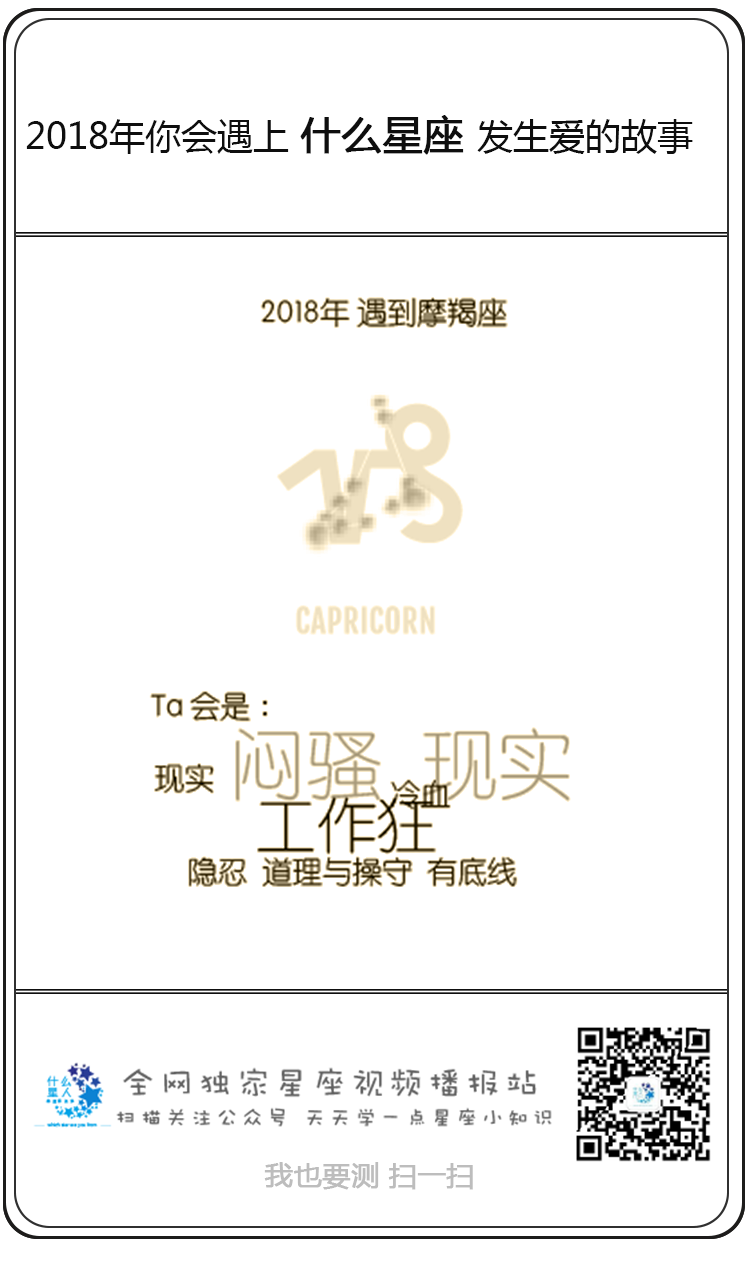 2018年你会遇上 什么星座 发生爱的故事
2018年 遇到摩羯座
CAPRICORN
Ta 会是：
闷骚 现实
现实
冷血
工作狂
隐忍 道理与操守 有底线
什么
星人
全网独家星座视频播报站
扫描关注公众号 天天学一点星座小知识
我也要测 扫一扫